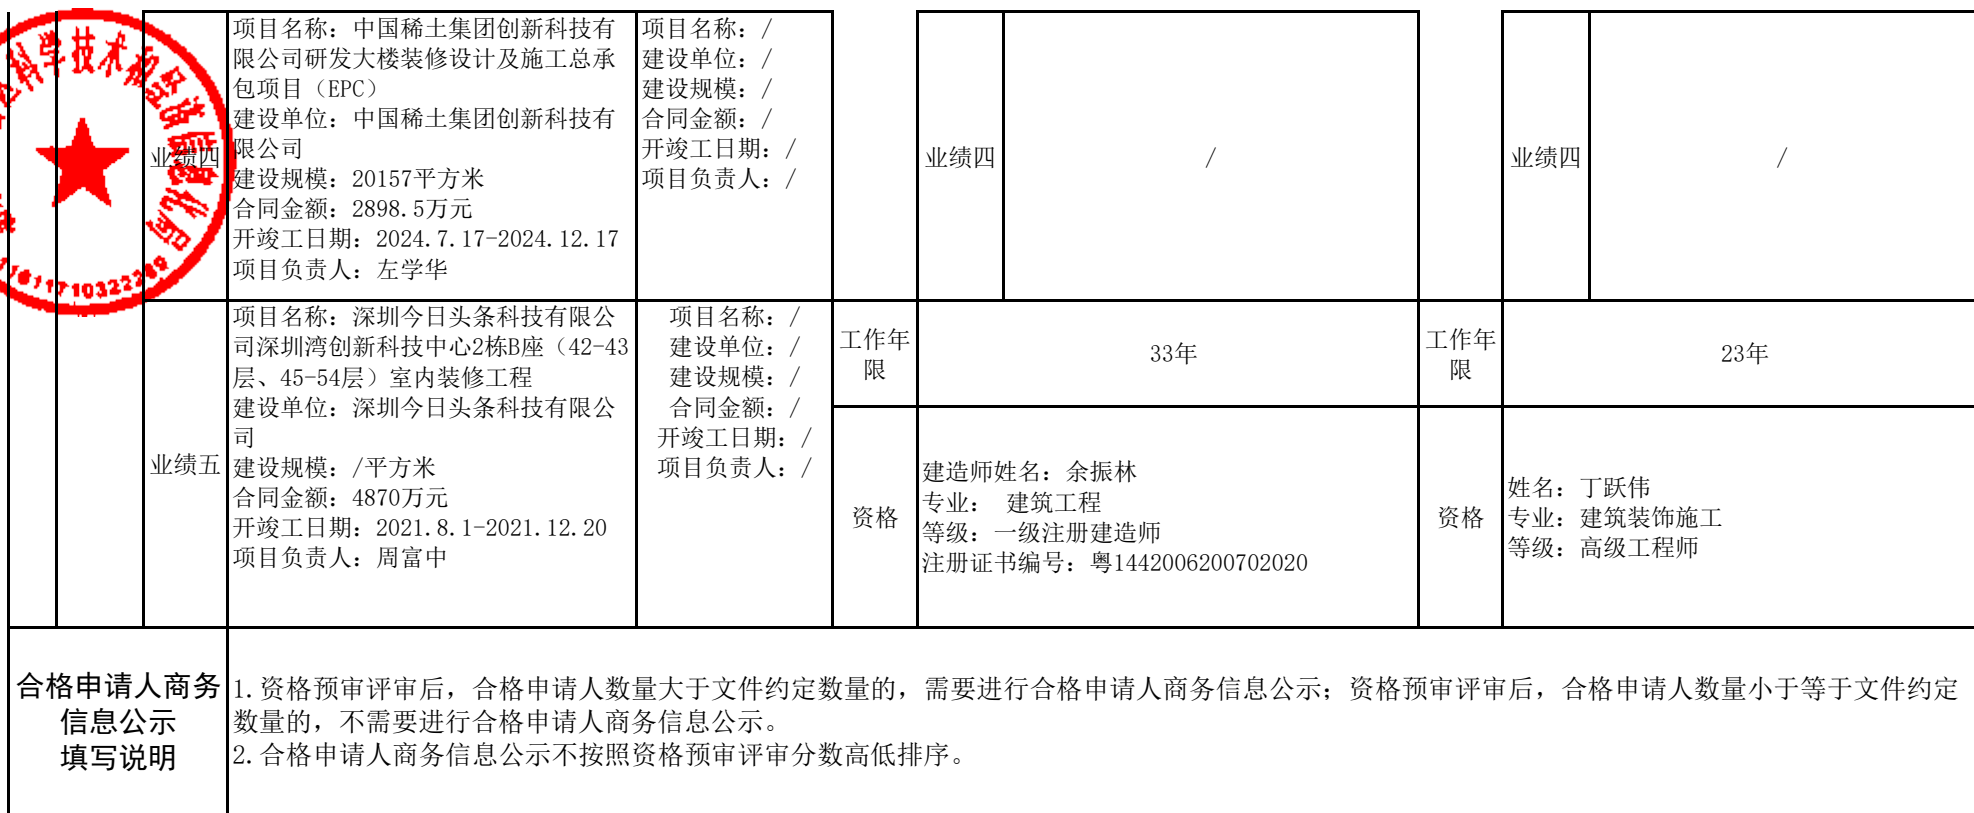 科学技术和经济信息化局
业绩四
项目名称：中国稀土集团创新科技有
限公司研发大楼装修设计及施工总承
包项目（EPC）
建设单位：中国稀土集团创新科技有
限公司
建设规模：20157平方米
合同金额：2898.5万元
开竣工日期：2024.7.17-2024.12.17
项目负责人：左学华
项目名称：/
建设单位：/
建设规模：/
合同金额：/
开竣工日期：/
项目负责人：/
业绩四
/
业绩四
/
业绩五
项目名称：深圳今日头条科技有限公
司深圳湾创新科技中心2栋B座（42-43
层、45-54层）室内装修工程
建设单位：深圳今日头条科技有限公
司
建设规模：/平方米
合同金额：4870万元
开竣工日期：2021.8.1-2021.12.20
项目负责人：周富中
项目名称：/
建设单位：/
建设规模：/
合同金额：/
开竣工日期：/
项目负责人：/
工作年
限
33年
工作年
限
23年
资格
建造师姓名：余振林
专业： 建筑工程
等级：一级注册建造师
注册证书编号：粤1442006200702020
资格
姓名：丁跃伟
专业：建筑装饰施工
等级：高级工程师
合格申请人商务
信息公示
填写说明
1.资格预审评审后，合格申请人数量大于文件约定数量的，需要进行合格申请人商务信息公示；资格预审评审后，合格申请人数量小于等于文件约定
数量的，不需要进行合格申请人商务信息公示。
2.合格申请人商务信息公示不按照资格预审评审分数高低排序。